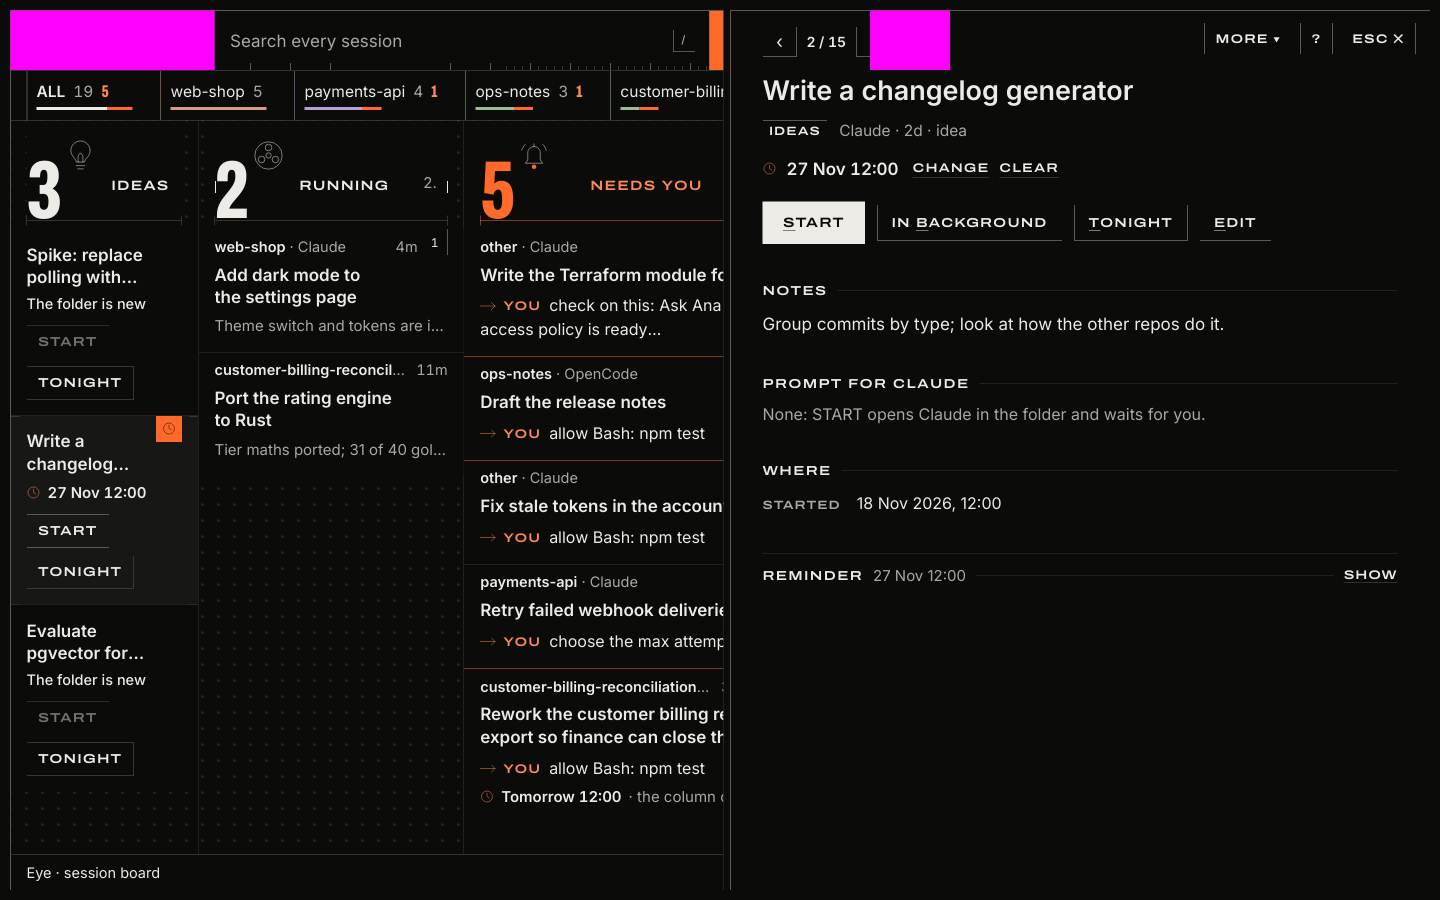 Search every session
/
ALL 19 5
web-shop 5
payments-api 4 1
ops-notes 3 1
customer-billin
3 IDEAS
Spike: replace
polling with…
The folder is new
START
TONIGHT
Write a
changelog…
27 Nov 12:00
START
TONIGHT
Evaluate
pgvector for…
The folder is new
START
TONIGHT
2 RUNNING 2.
web-shop · Claude 4m 1
Add dark mode to
the settings page
Theme switch and tokens are i…
customer-billing-reconcil… 11m
Port the rating engine
to Rust
Tier maths ported; 31 of 40 gol…
5 NEEDS YOU
other · Claude
Write the Terraform module fo
→ YOU check on this: Ask Ana
access policy is ready…
ops-notes · OpenCode
Draft the release notes
→ YOU allow Bash: npm test
other · Claude
Fix stale tokens in the accoun
→ YOU allow Bash: npm test
payments-api · Claude
Retry failed webhook deliverie
→ YOU choose the max attemp
customer-billing-reconciliation…
Rework the customer billing re
export so finance can close th
→ YOU allow Bash: npm test
Tomorrow 12:00 · the column
Eye · session board
‹ 2 / 15
MORE ▾ ? ESC ✕
Write a changelog generator
IDEAS Claude · 2d · idea
27 Nov 12:00 CHANGE CLEAR
START IN BACKGROUND TONIGHT EDIT
NOTES
Group commits by type; look at how the other repos do it.
PROMPT FOR CLAUDE
None: START opens Claude in the folder and waits for you.
WHERE
STARTED 18 Nov 2026, 12:00
REMINDER 27 Nov 12:00 SHOW